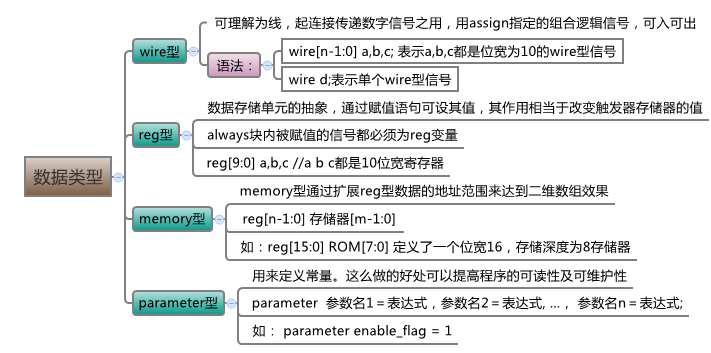 数据类型
wire型
可理解为线，起连接传递数字信号之用，用assign指定的组合逻辑信号，可入可出
语法：
wire[n-1:0] a,b,c; 表示a,b,c都是位宽为10的wire型信号
wire d;表示单个wire型信号
reg型
数据存储单元的抽象，通过赋值语句可设其值，其作用相当于改变触发器存储器的值
always块内被赋值的信号都必须为reg变量
reg[9:0] a,b,c //a b c都是10位宽寄存器
memory型
memory型通过扩展reg型数据的地址范围来达到二维数组效果
reg[n-1:0] 存储器[m-1:0]
如：reg[15:0] ROM[7:0] 定义了一个位宽16，存储深度为8存储器
parameter型
用来定义常量。这么做的好处可以提高程序的可读性及可维护性
parameter 参数名1＝表达式，参数名2＝表达式, …， 参数名n＝表达式;
如： parameter enable_flag = 1